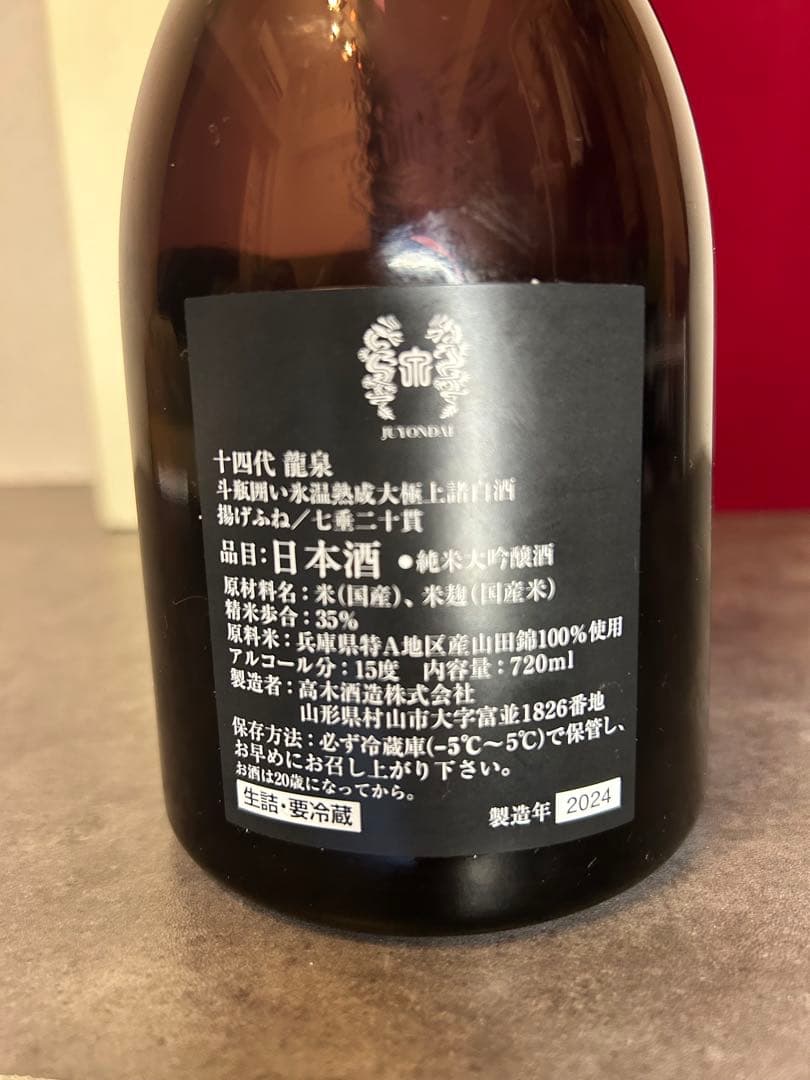 JUYONDAI
十四代 龍泉
斗瓶囲い氷温熟成大極上諸白酒
揚げふね/七垂二十貫
品目:日本酒 ●純米大吟醸酒
原材料名:米(国産)、米麹(国産米)
精米歩合:35%
原料米:兵庫県特A地区産山田錦100%使用
アルコール分:15度 内容量:720ml
製造者:高木酒造株式会社
山形県村山市大字富並1826番地
保存方法:必ず冷蔵庫(-5℃〜5℃)で保管し、
お早めにお召し上がり下さい。
お酒は20歳になってから。
生詰・要冷蔵 製造年 2024